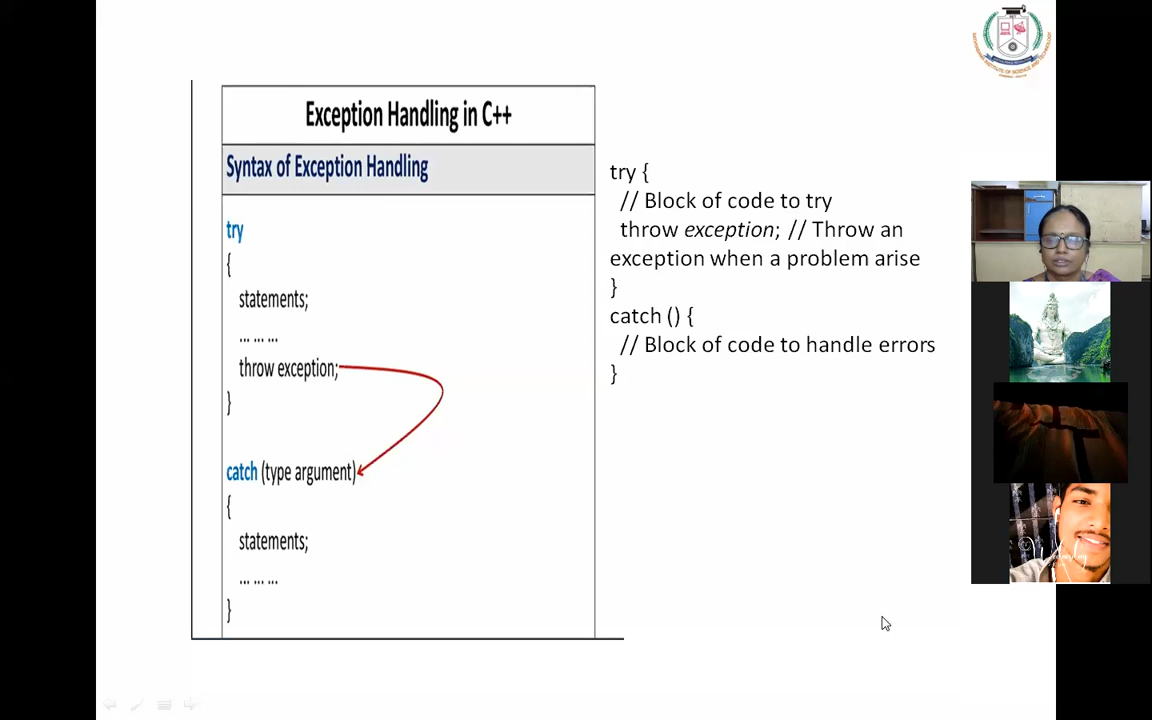 Exception Handling in C++
Syntax of Exception Handling
try
{
statements;
... ... ...
throw exception;
}
catch (type argument)
{
statements;
... ... ...
}
try {
// Block of code to try
throw exception; // Throw an
exception when a problem arise
}
catch () {
// Block of code to handle errors
}